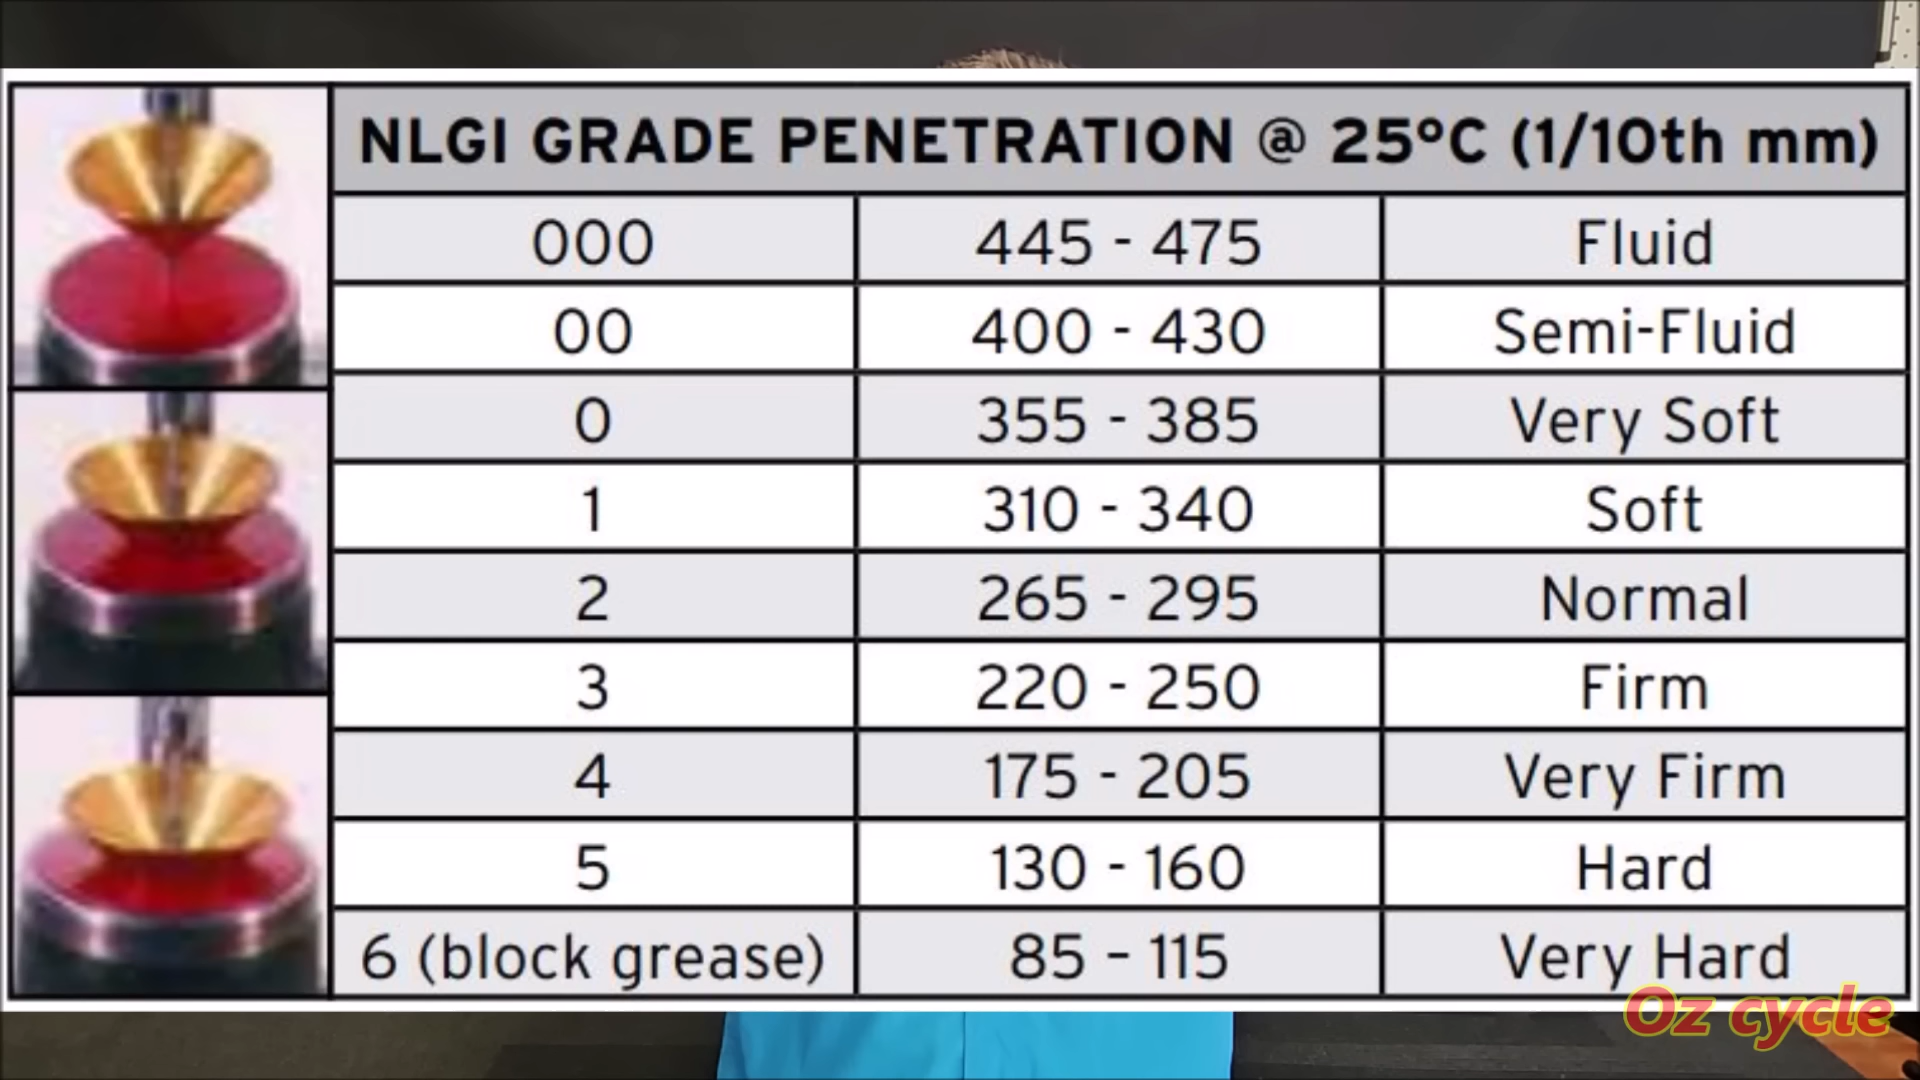 NLGI GRADE PENETRATION @ 25°C (1/10th mm)
000 445 - 475 Fluid
00 400 - 430 Semi-Fluid
0 355 - 385 Very Soft
1 310 - 340 Soft
2 265 - 295 Normal
3 220 - 250 Firm
4 175 - 205 Very Firm
5 130 - 160 Hard
6 (block grease) 85 - 115 Very Hard
Oz cycle